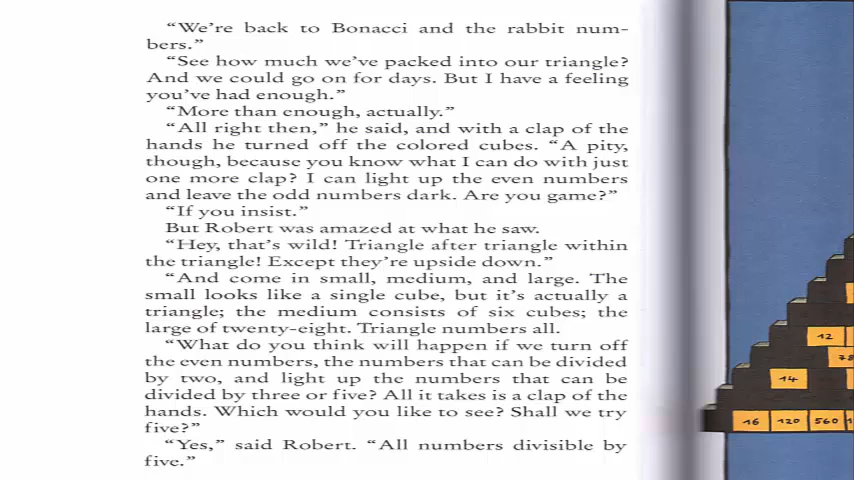 “We’re back to Bonacci and the rabbit num-
bers.”
“See how much we’ve packed into our triangle?
And we could go on for days. But I have a feeling
you’ve had enough.”
“More than enough, actually.”
“All right then,” he said, and with a clap of the
hands he turned off the colored cubes. “A pity,
though, because you know what I can do with just
one more clap? I can light up the even numbers
and leave the odd numbers dark. Are you game?”
“If you insist.”
But Robert was amazed at what he saw.
“Hey, that’s wild! Triangle after triangle within
the triangle! Except they’re upside down.”
“And come in small, medium, and large. The
small looks like a single cube, but it’s actually a
triangle; the medium consists of six cubes; the
large of twenty-eight. Triangle numbers all.
“What do you think will happen if we turn off
the even numbers, the numbers that can be divided
by two, and light up the numbers that can be
divided by three or five? All it takes is a clap of the
hands. Which would you like to see? Shall we try
five?”
“Yes,” said Robert. “All numbers divisible by
five.”
12
78
14
16 120 560 1